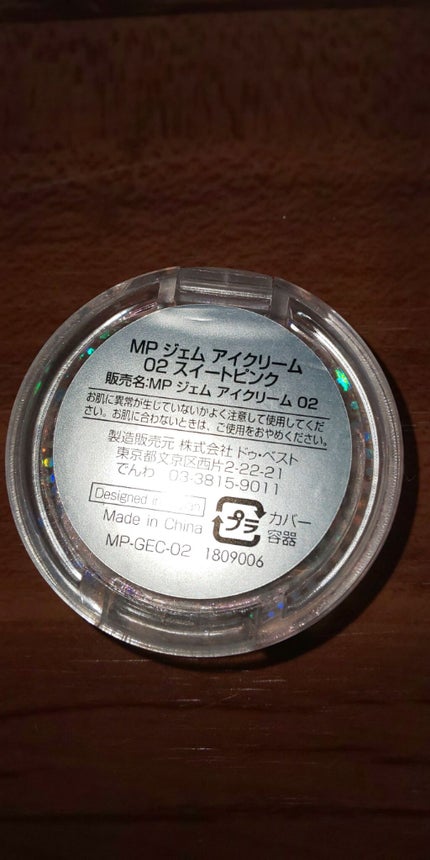 MP ジェム アイクリーム
02 スイートピンク
販売名:MP ジェム アイクリーム 02
お肌に異常が生じていないかよく注意して使用してくだ
さい。お肌に合わないときは、ご使用をおやめください。
製造販売元 株式会社 ドゥ・ベスト
東京都文京区西片2-22-21
でんわ 03-3815-9011
Designed
Made in China
プラ
カバー
容器
MP-GEC-02 1809006